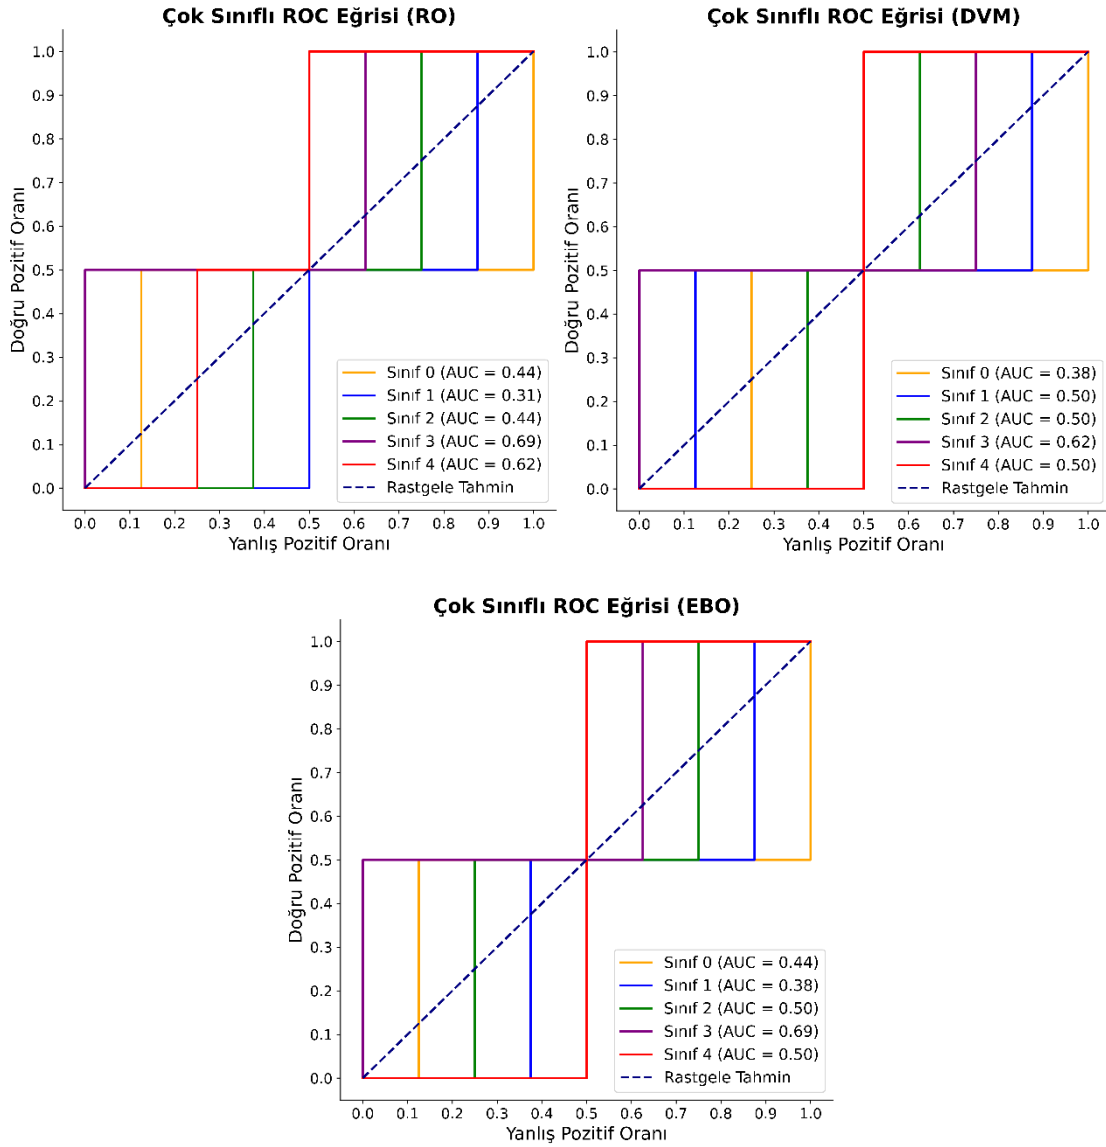 Çok Sınıflı ROC Eğrisi (RO)
Doğru Pozitif Oranı
1.0
0.9
0.8
0.7
0.6
0.5
0.4
0.3
0.2
0.1
0.0
Sınıf 0 (AUC = 0.44)
Sınıf 1 (AUC = 0.31)
Sınıf 2 (AUC = 0.44)
Sınıf 3 (AUC = 0.69)
Sınıf 4 (AUC = 0.62)
Rastgele Tahmin
0.0 0.1 0.2 0.3 0.4 0.5 0.6 0.7 0.8 0.9 1.0
Yanlış Pozitif Oranı
Çok Sınıflı ROC Eğrisi (DVM)
Doğru Pozitif Oranı
1.0
0.9
0.8
0.7
0.6
0.5
0.4
0.3
0.2
0.1
0.0
Sınıf 0 (AUC = 0.38)
Sınıf 1 (AUC = 0.50)
Sınıf 2 (AUC = 0.50)
Sınıf 3 (AUC = 0.62)
Sınıf 4 (AUC = 0.50)
Rastgele Tahmin
0.0 0.1 0.2 0.3 0.4 0.5 0.6 0.7 0.8 0.9 1.0
Yanlış Pozitif Oranı
Çok Sınıflı ROC Eğrisi (EBO)
Doğru Pozitif Oranı
1.0
0.9
0.8
0.7
0.6
0.5
0.4
0.3
0.2
0.1
0.0
Sınıf 0 (AUC = 0.44)
Sınıf 1 (AUC = 0.38)
Sınıf 2 (AUC = 0.50)
Sınıf 3 (AUC = 0.69)
Sınıf 4 (AUC = 0.50)
Rastgele Tahmin
0.0 0.1 0.2 0.3 0.4 0.5 0.6 0.7 0.8 0.9 1.0
Yanlış Pozitif Oranı